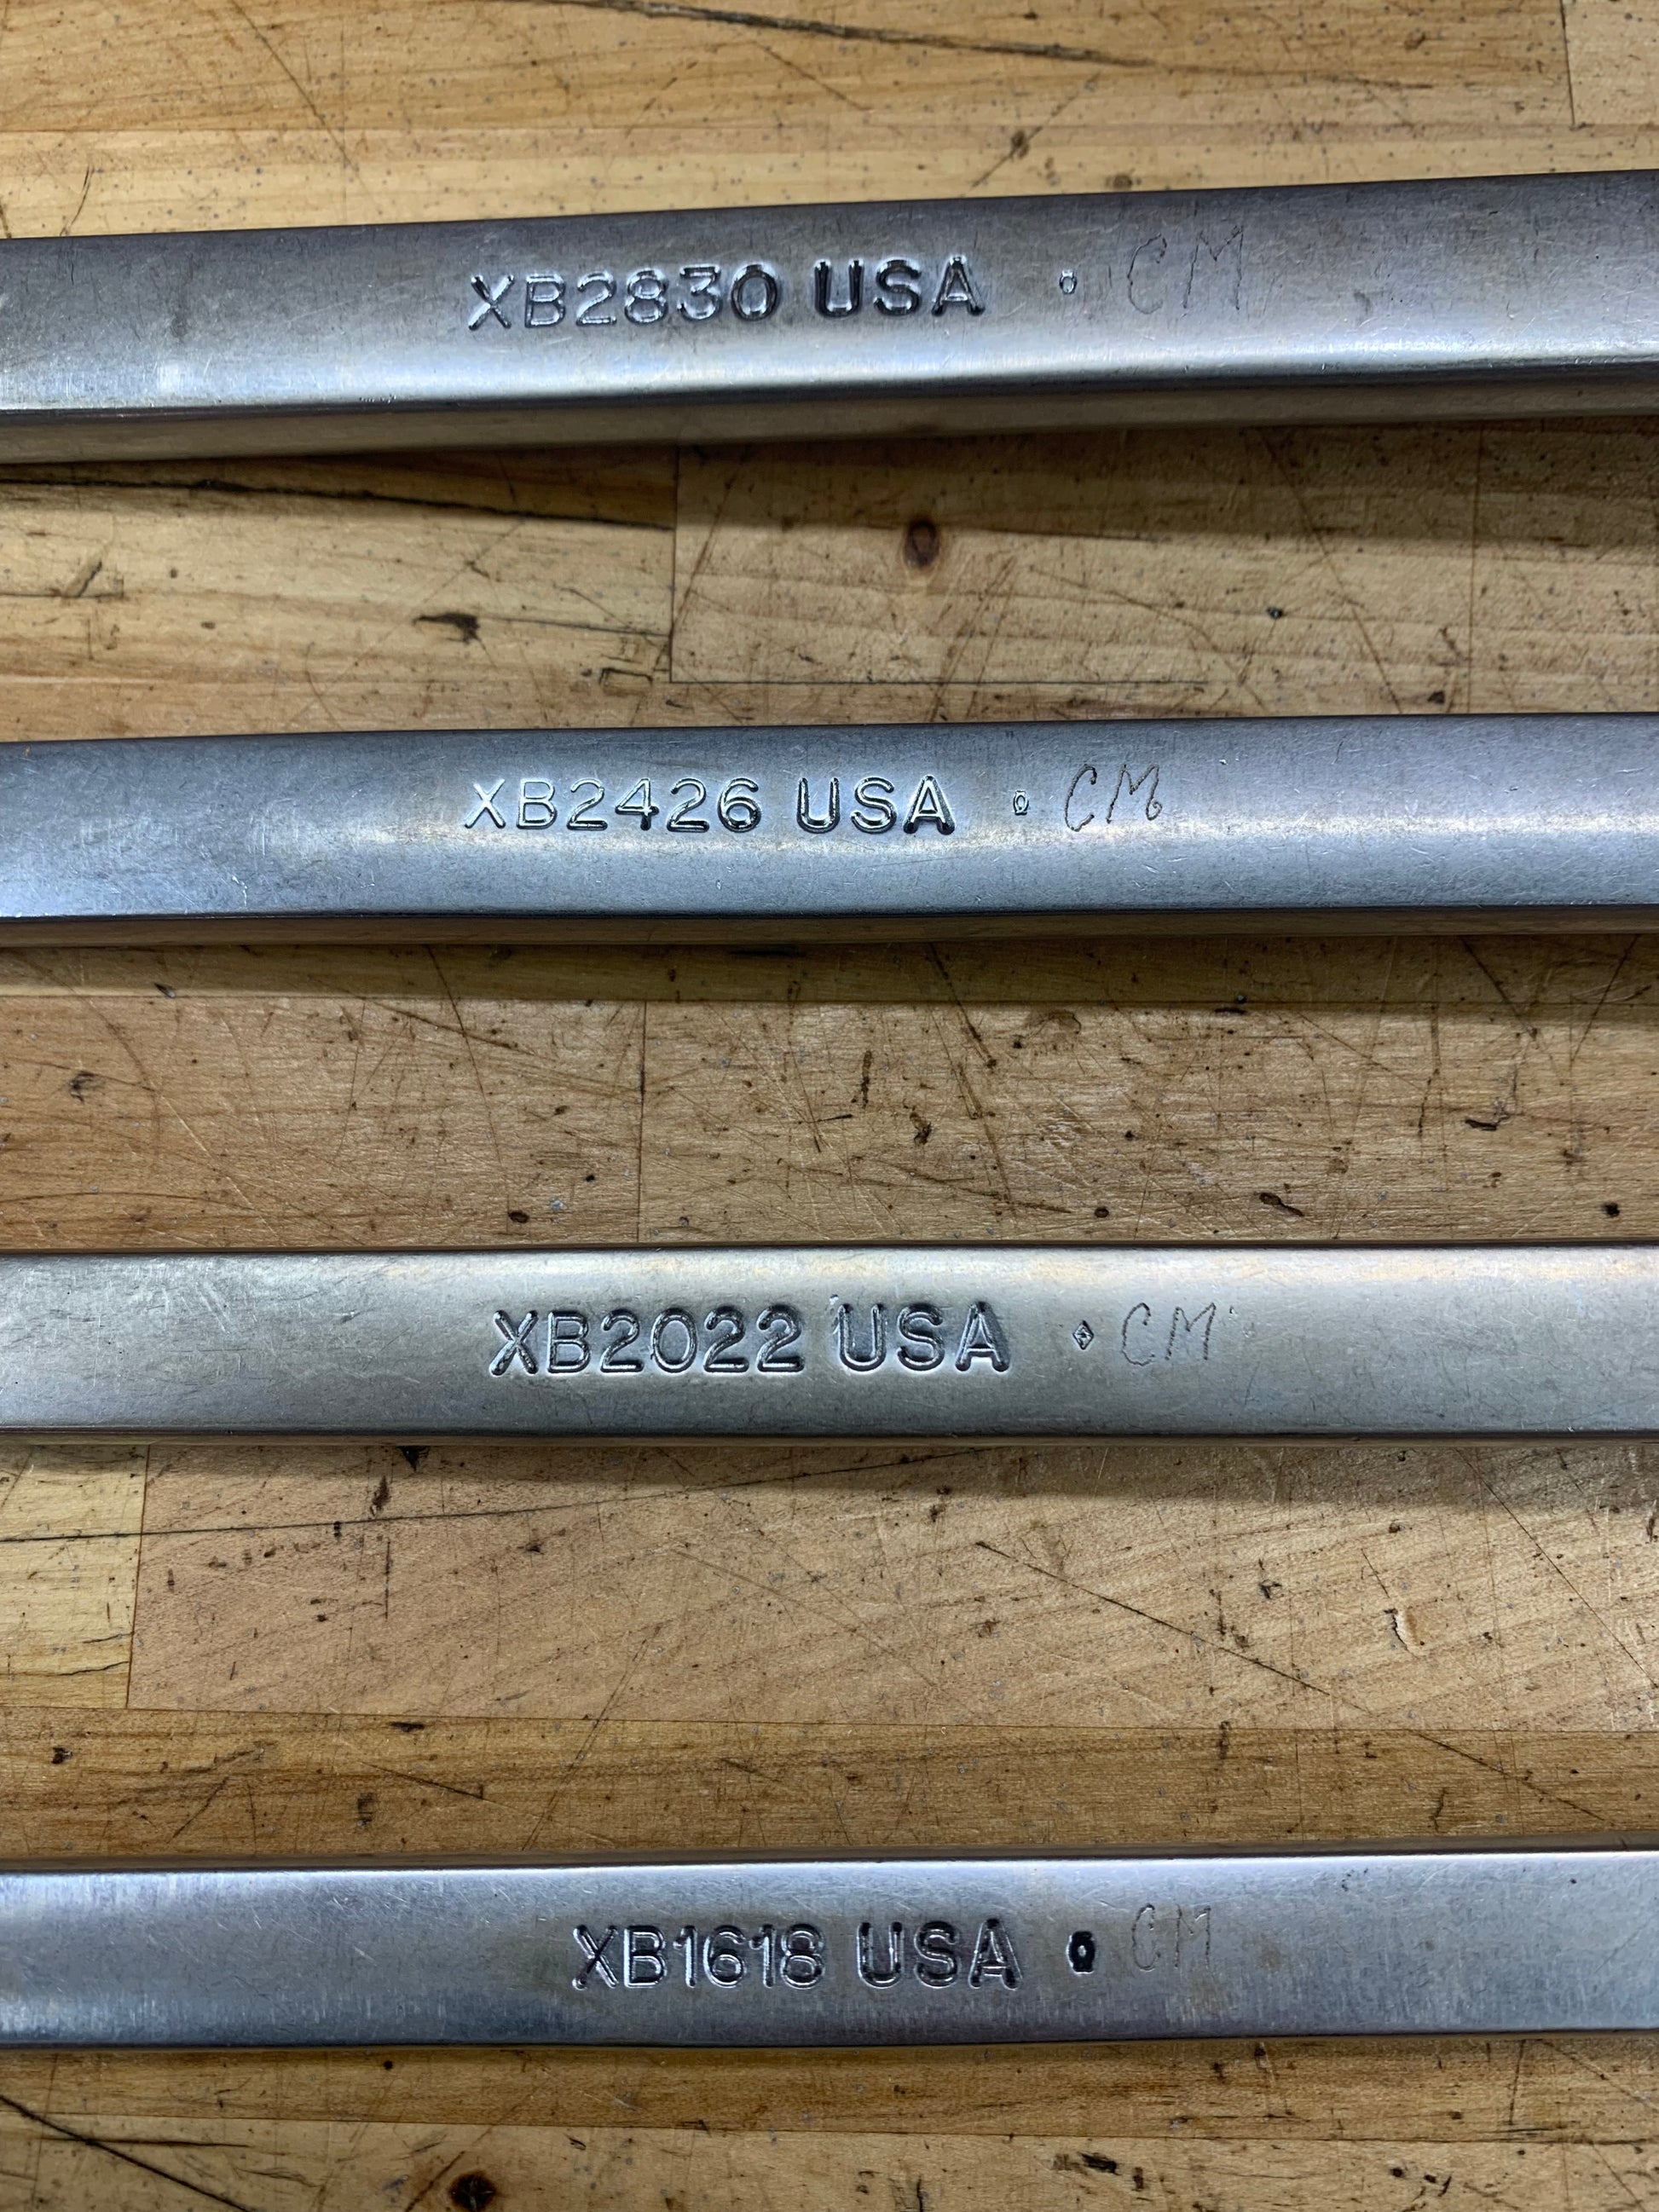 XB2830 USA CM
XB2426 USA CM
XB2022 USA CM
XB1618 USA CM